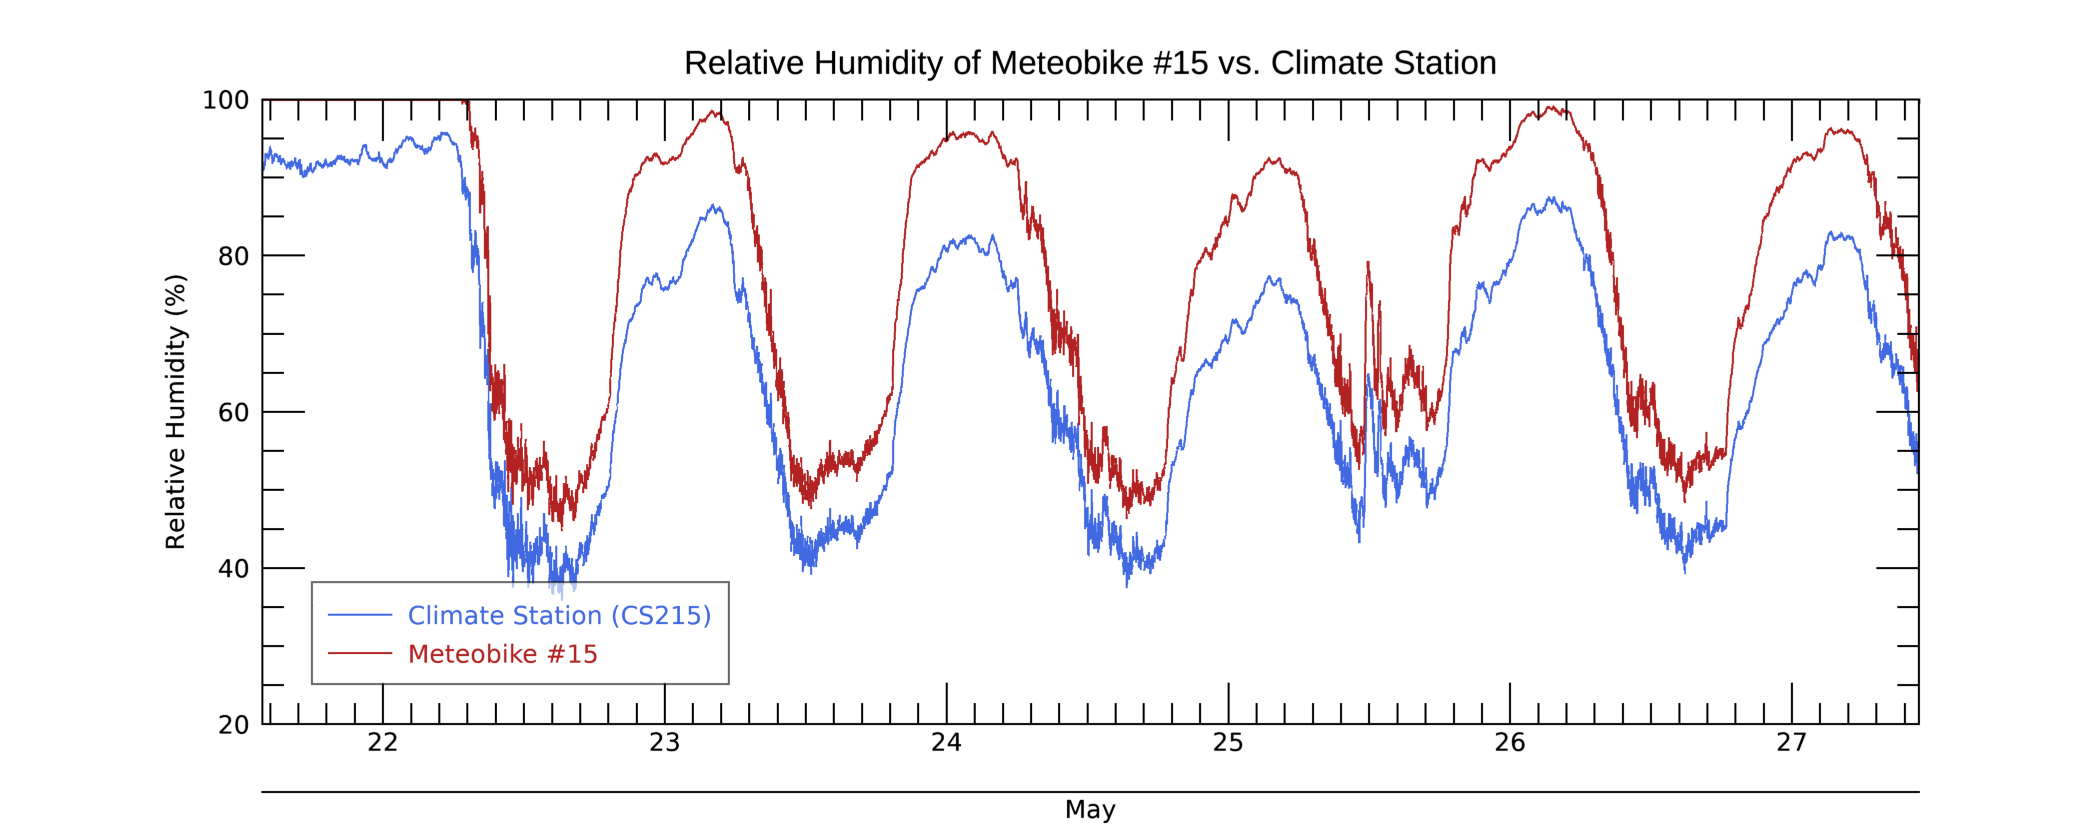 Relative Humidity of Meteobike #15 vs. Climate Station
Relative Humidity (%)
100
80
60
40
20
Climate Station (CS215)
Meteobike #15
22 23 24 25 26 27
May